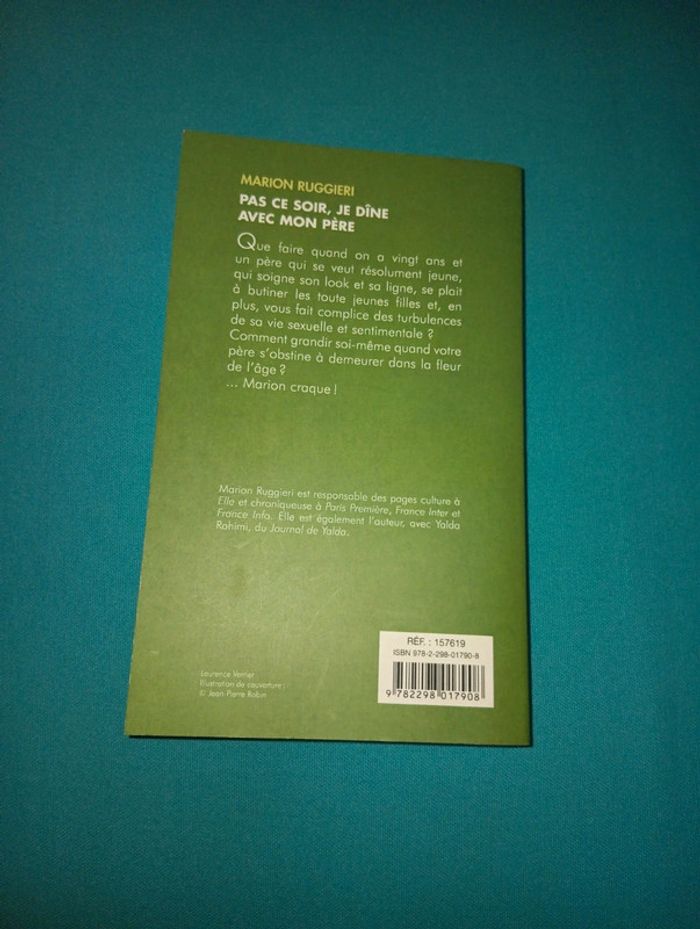 MARION RUGGIERI
PAS CE SOIR, JE DÎNE
AVEC MON PÈRE
Que faire quand on a vingt ans et
un père qui se veut résolument jeune,
qui soigne son look et sa ligne, se plait
à butiner les toute jeunes filles et, en
plus, vous fait complice des turbulences
de sa vie sexuelle et sentimentale ?
Comment grandir soi-même quand votre
père s'obstine à demeurer dans la fleur
de l'âge ?
... Marion craque !
Marion Ruggieri est responsable des pages culture à
Elle et chroniqueuse à Paris Première, France Inter et
France Info. Elle est également l'auteur, avec Yalda
Rahimi, du Journal de Yalda.
RÉF. : 157619
ISBN 978-2-298-01790-8
9 782298 017908
Laurence Verrier
Illustration de couverture :
© Jean Pierre Robin